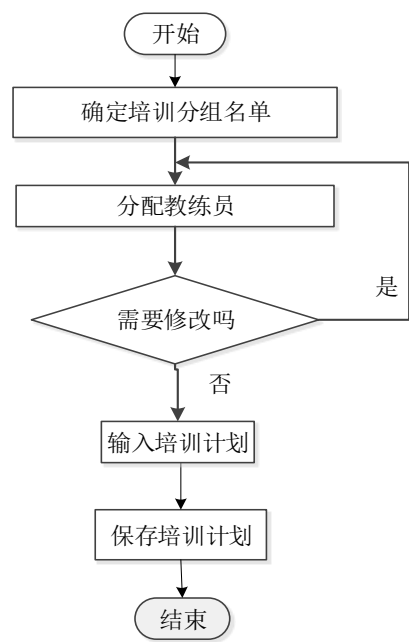 开始
确定培训分组名单
分配教练员
是
需要修改吗
否
输入培训计划
保存培训计划
结束